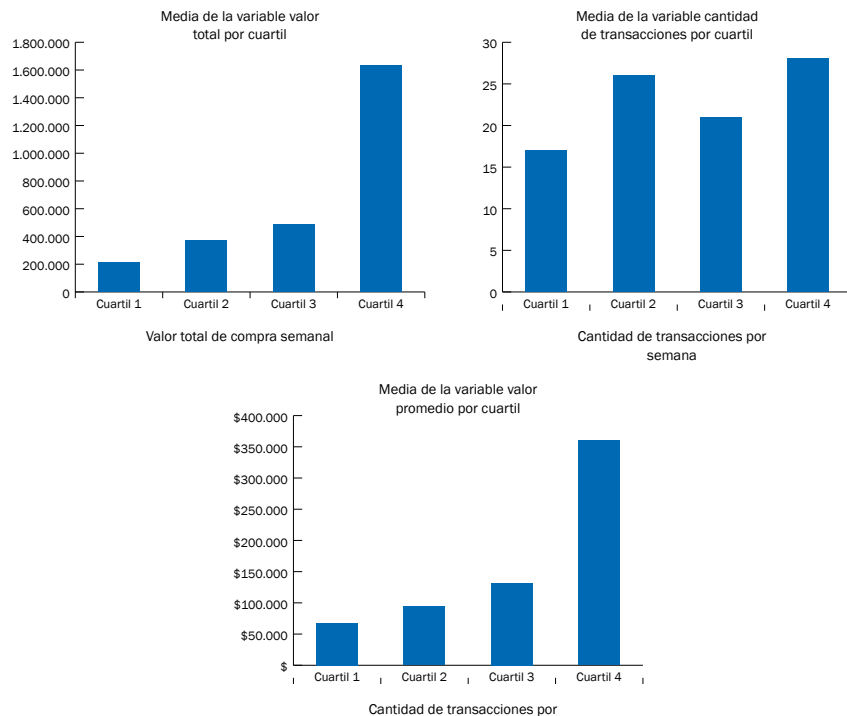 Media de la variable valor
total por cuartil
1.800.000
1.600.000
1.400.000
1.200.000
1.000.000
800.000
600.000
400.000
200.000
0
Cuartil 1
Cuartil 2
Cuartil 3
Cuartil 4
Valor total de compra semanal
Media de la variable cantidad
de transacciones por cuartil
30
25
20
15
10
5
0
Cuartil 1
Cuartil 2
Cuartil 3
Cuartil 4
Cantidad de transacciones por
semana
Media de la variable valor
promedio por cuartil
$400.000
$350.000
$300.000
$250.000
$200.000
$150.000
$100.000
$50.000
$
Cuartil 1
Cuartil 2
Cuartil 3
Cuartil 4
Cantidad de transacciones por